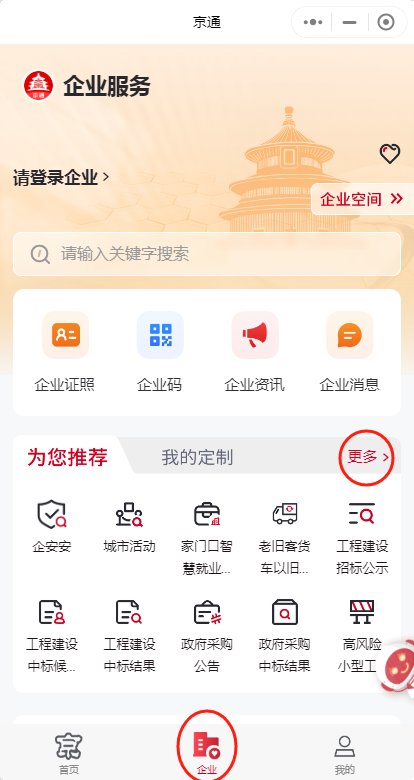 京通
京通
企业服务
请登录企业 >
企业空间 »
请输入关键字搜索
企业证照
企业码
企业资讯
企业消息
为您推荐
我的定制
更多 >
企安安
城市活动
家门口智
慧就业...
老旧客货
车以旧...
工程建设
招标公示
工程建设
中标候...
工程建设
中标结果
政府采购
公告
政府采购
中标结果
高风险
小型工
首页
企业
我的